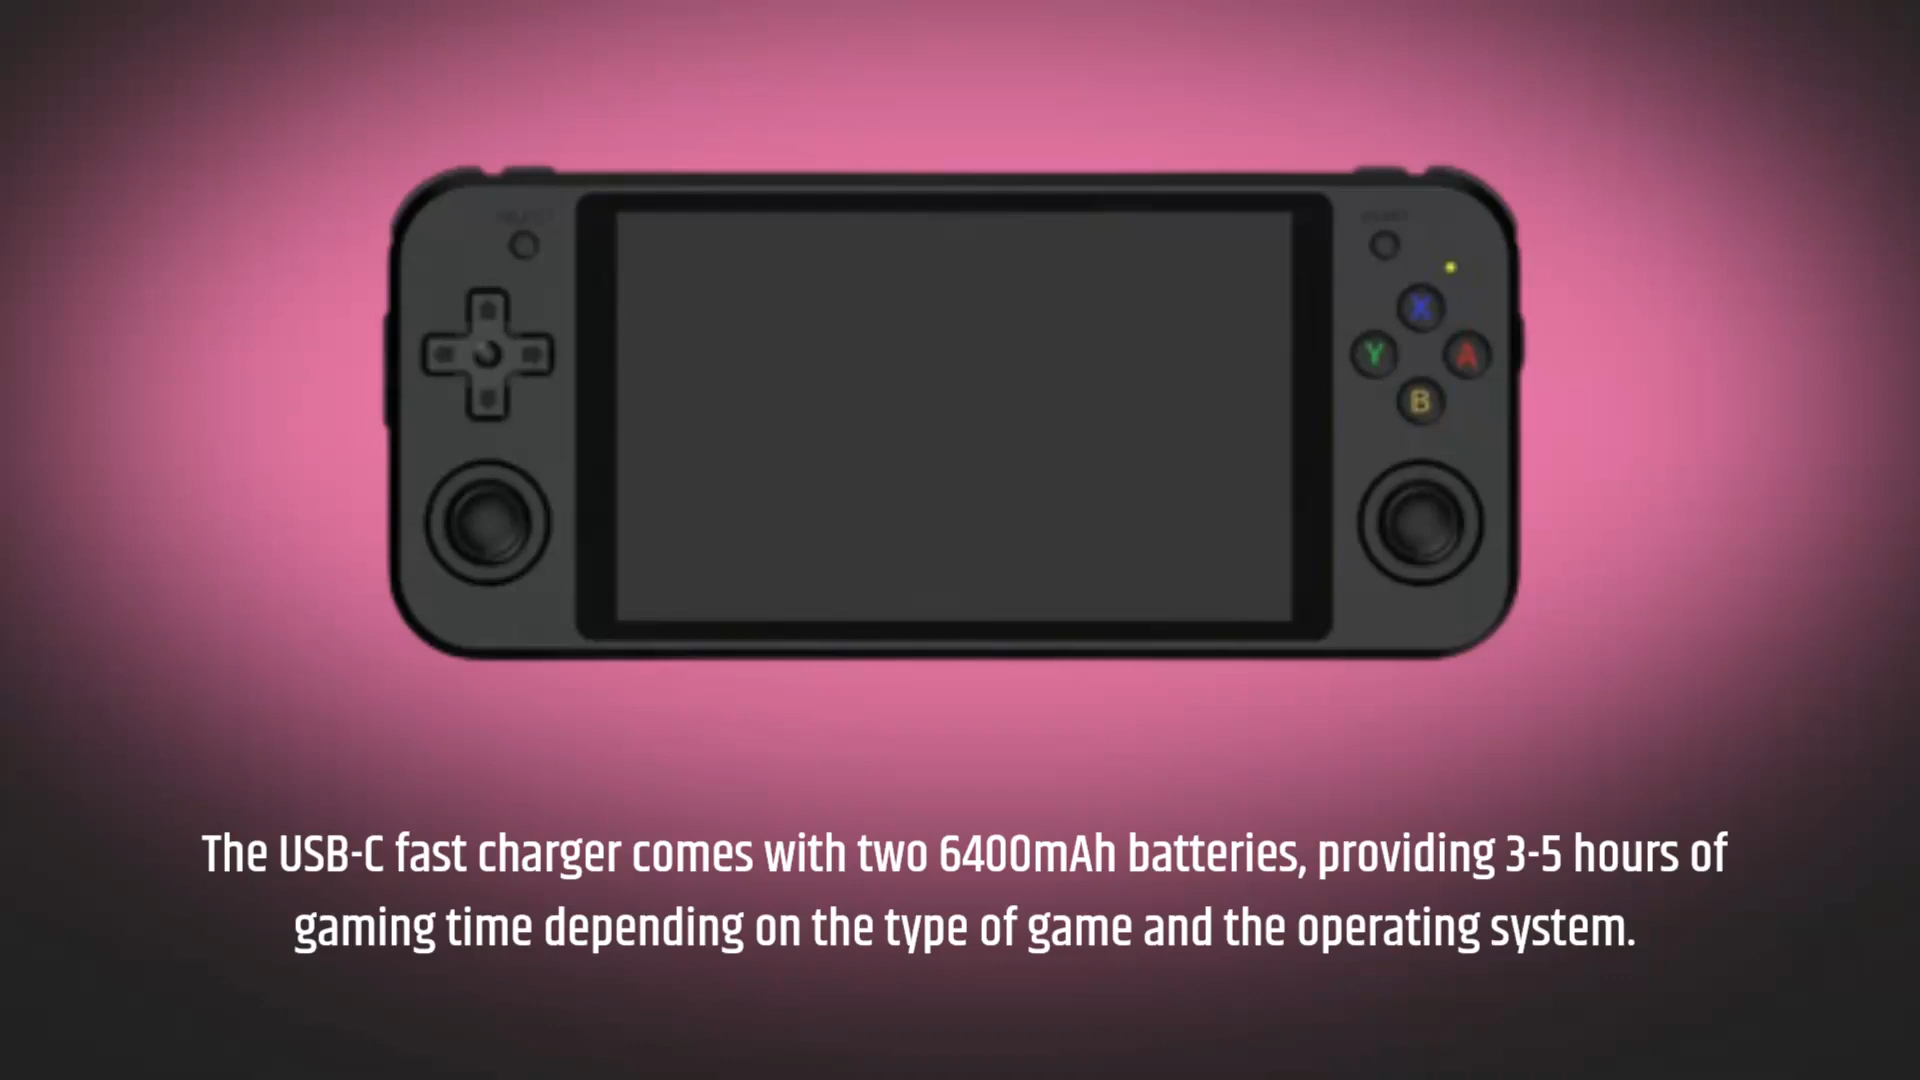 X
Y A
B
The USB-C fast charger comes with two 6400mAh batteries, providing 3-5 hours of
gaming time depending on the type of game and the operating system.